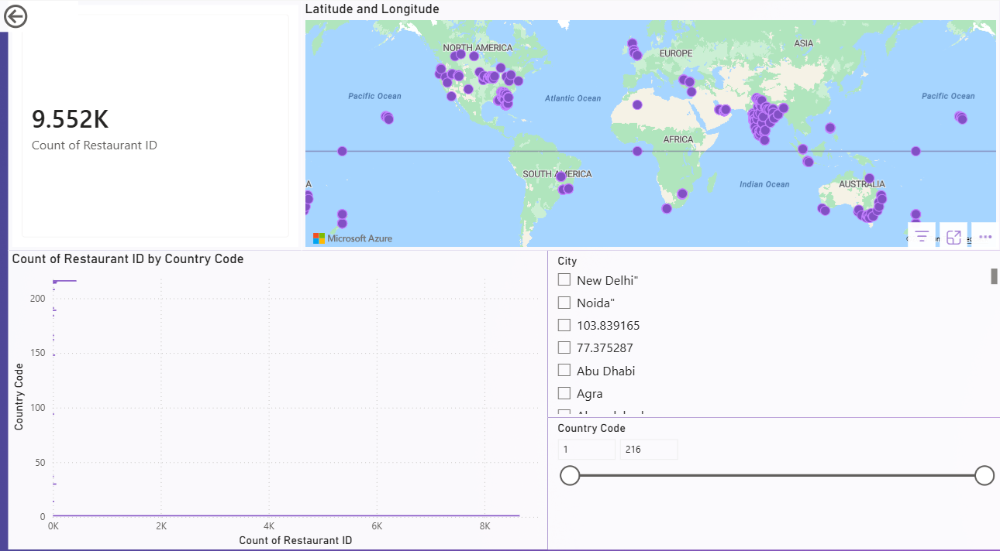 Latitude and Longitude
9.552K
Count of Restaurant ID
NORTH AMERICA
EUROPE
ASIA
Pacific Ocean
Atlantic Ocean
Pacific Ocean
AFRICA
SOUTH AMERICA
Indian Ocean
A
AUSTRALIA
Microsoft Azure
Count of Restaurant ID by Country Code
200
150
100
50
0
0K
2K
4K
6K
8K
Country Code
Count of Restaurant ID
City
New Delhi"
Noida"
103.839165
77.375287
Abu Dhabi
Agra
Country Code
1
216